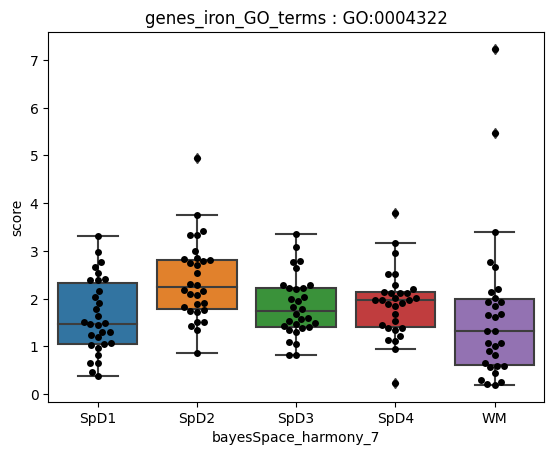 genes_iron_GO_terms : GO:0004322
7
6
5
4
3
2
1
0
score
SpD1 SpD2 SpD3 SpD4 WM
bayesSpace_harmony_7